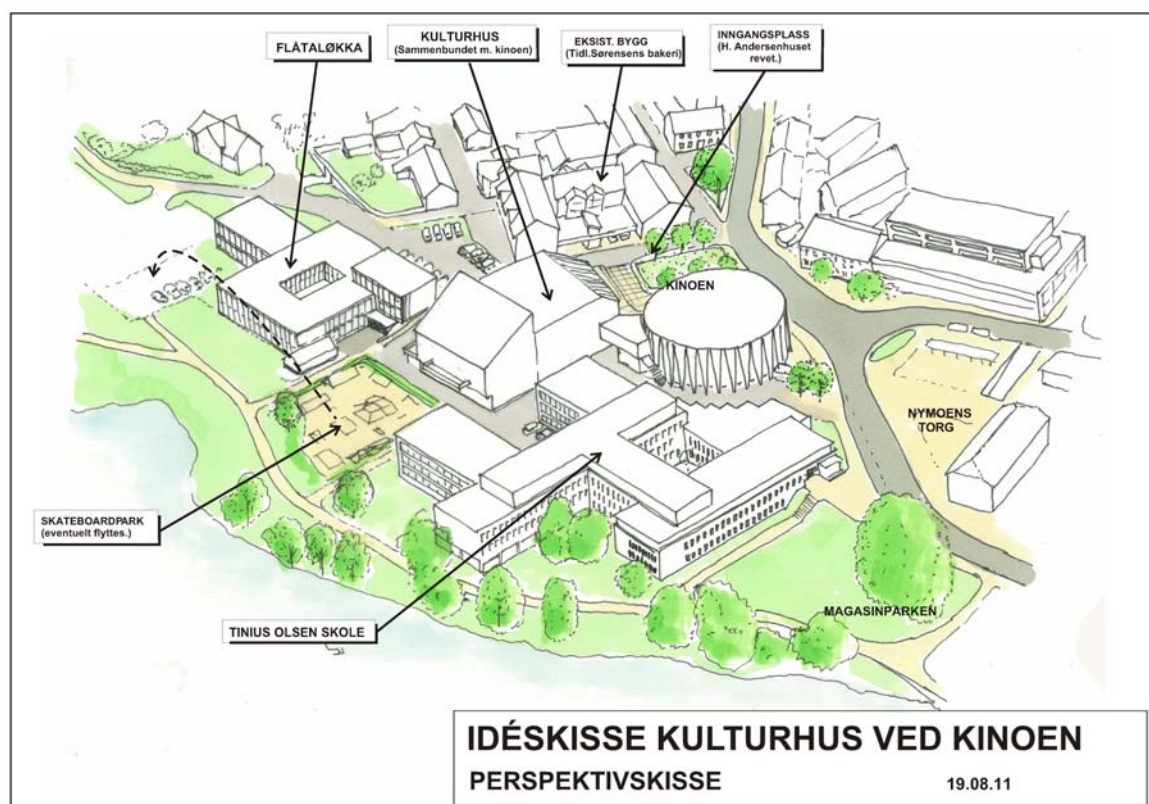 FLÅTALØKKA
KULTURHUS
(Sammenbundet m. kinoen)
EKSIST. BYGG
(Tidl.Sørensens bakeri)
INNGANGSPLASS
(H. Andersenhuset
revet.)
KINOEN
NYMOENS
TORG
SKATEBOARDPARK
(eventuelt flyttes.)
MAGASINPARKEN
TINIUS OLSEN SKOLE
IDÉSKISSE KULTURHUS VED KINOEN
PERSPEKTIVSKISSE 19.08.11